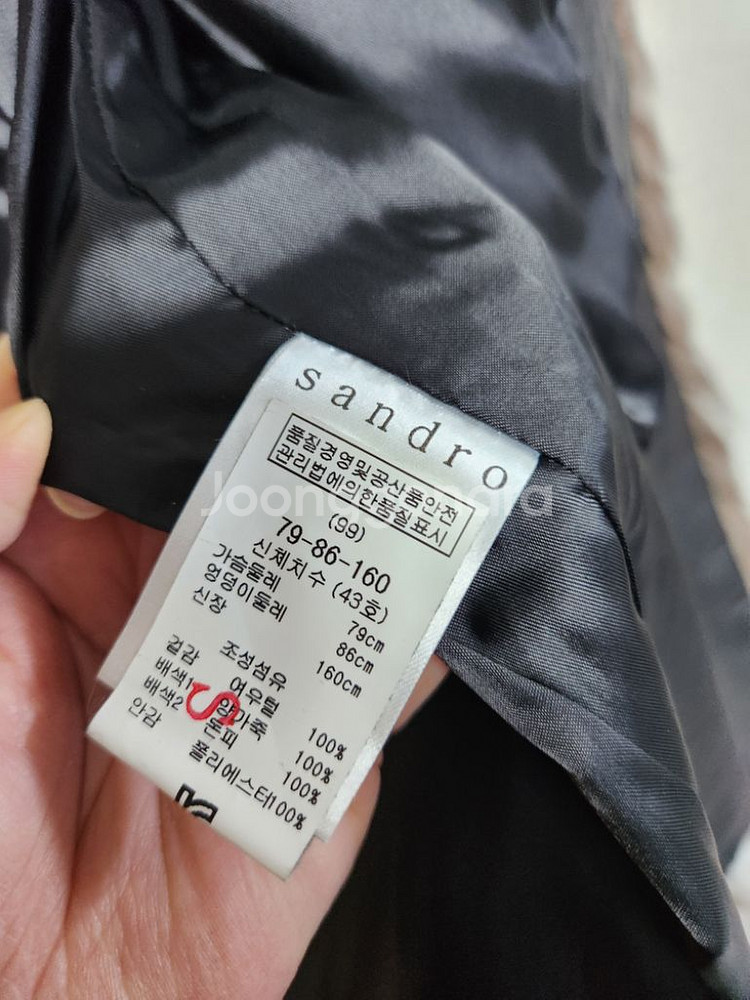 sandro
품질경영및공산품안전
관리법에의한품질표시
(99)
79-86-160
신체치수 (43호)
가슴둘레 79cm
엉덩이둘레 86cm
신장 160cm
조성섬유
겉감 여우털 100%
배색1 양가죽 100%
배색2 돈피 100%
안감 폴리에스터100%
S
Joonggonara